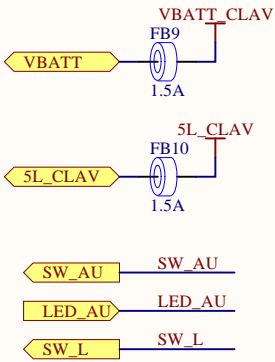 VBATT_CLAV
FB9
VBATT
1.5A
5L_CLAV
FB10
5L_CLAV
1.5A
SW_AU SW_AU
LED_AU LED_AU
SW_L SW_L